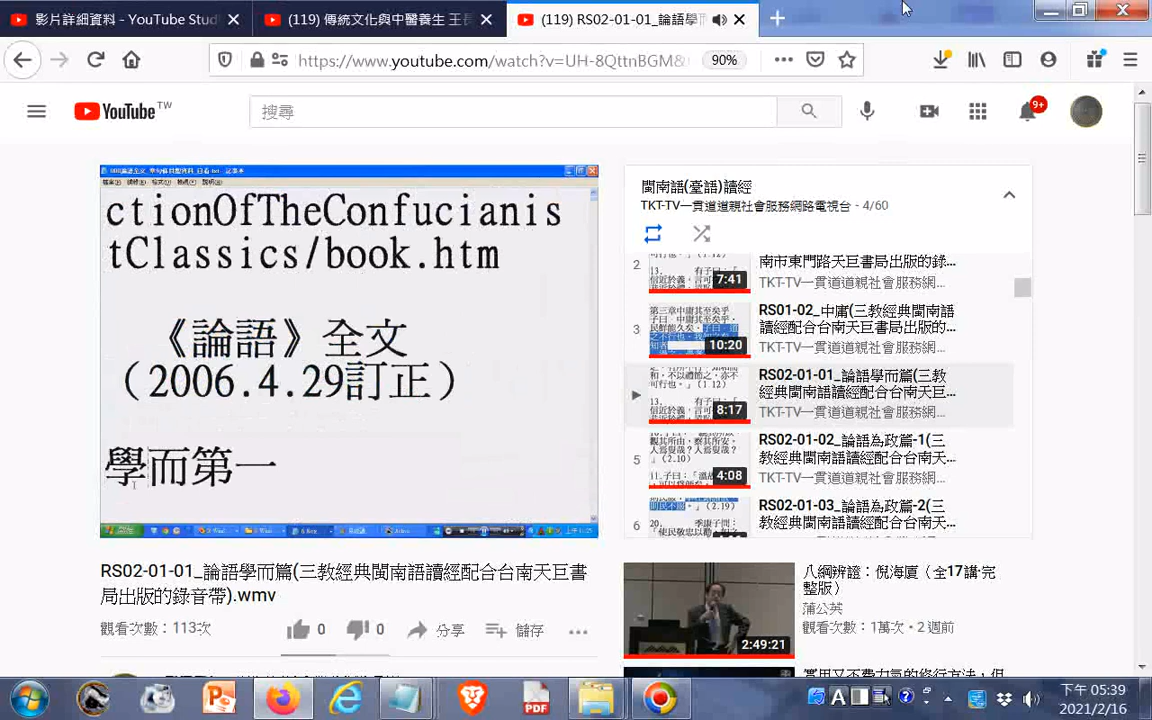 影片詳細資料 - YouTube Stud
(119) 傳統文化與中醫養生 王
(119) RS02-01-01_論語學
https://www.youtube.com/watch?v=UH-8QttnBGM&
90%
YouTube TW
搜尋
9+
ctionOfTheConfucianis
tClassics/book.htm
《論語》全文
(2006.4.29訂正)
學而第一
RS02-01-01_論語學而篇(三教經典閩南語讀經配合台南天巨書
局出版的錄音帶).wmv
觀看次數：113次
0
0
分享
儲存
閩南語(臺語)讀經
TKT-TV一貫道道親社會服務網路電視台 - 4/60
2
7:41
南市東門路天巨書局出版的錄...
TKT-TV一貫道道親社會服務網...
3
10:20
RS01-02_中庸(三教經典閩南語
讀經配合台南天巨書局出版的...
TKT-TV一貫道道親社會服務網...
8:17
RS02-01-01_論語學而篇(三教
經典閩南語讀經配合台南天巨...
TKT-TV一貫道道親社會服務網...
5
4:08
RS02-01-02_論語為政篇-1(三
教經典閩南語讀經配合台南天...
TKT-TV一貫道道親社會服務網...
6
RS02-01-03_論語為政篇-2(三
教經典閩南語讀經配合台南天...
2:49:21
八綱辨證：倪海廈（全17講·完
整版）
蒲公英
觀看次數：1萬次 · 2 週前
PDF
下午 05:39
2021/2/16